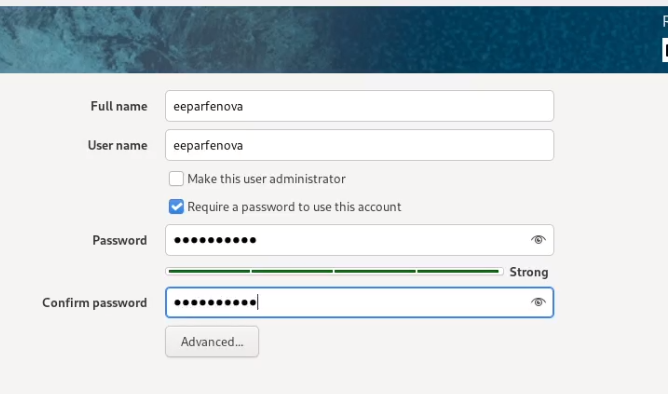 Full name
eeparfenova
User name
eeparfenova
Make this user administrator
Require a password to use this account
Password
●●●●●●●●●●
Strong
Confirm password
●●●●●●●●●●
Advanced...